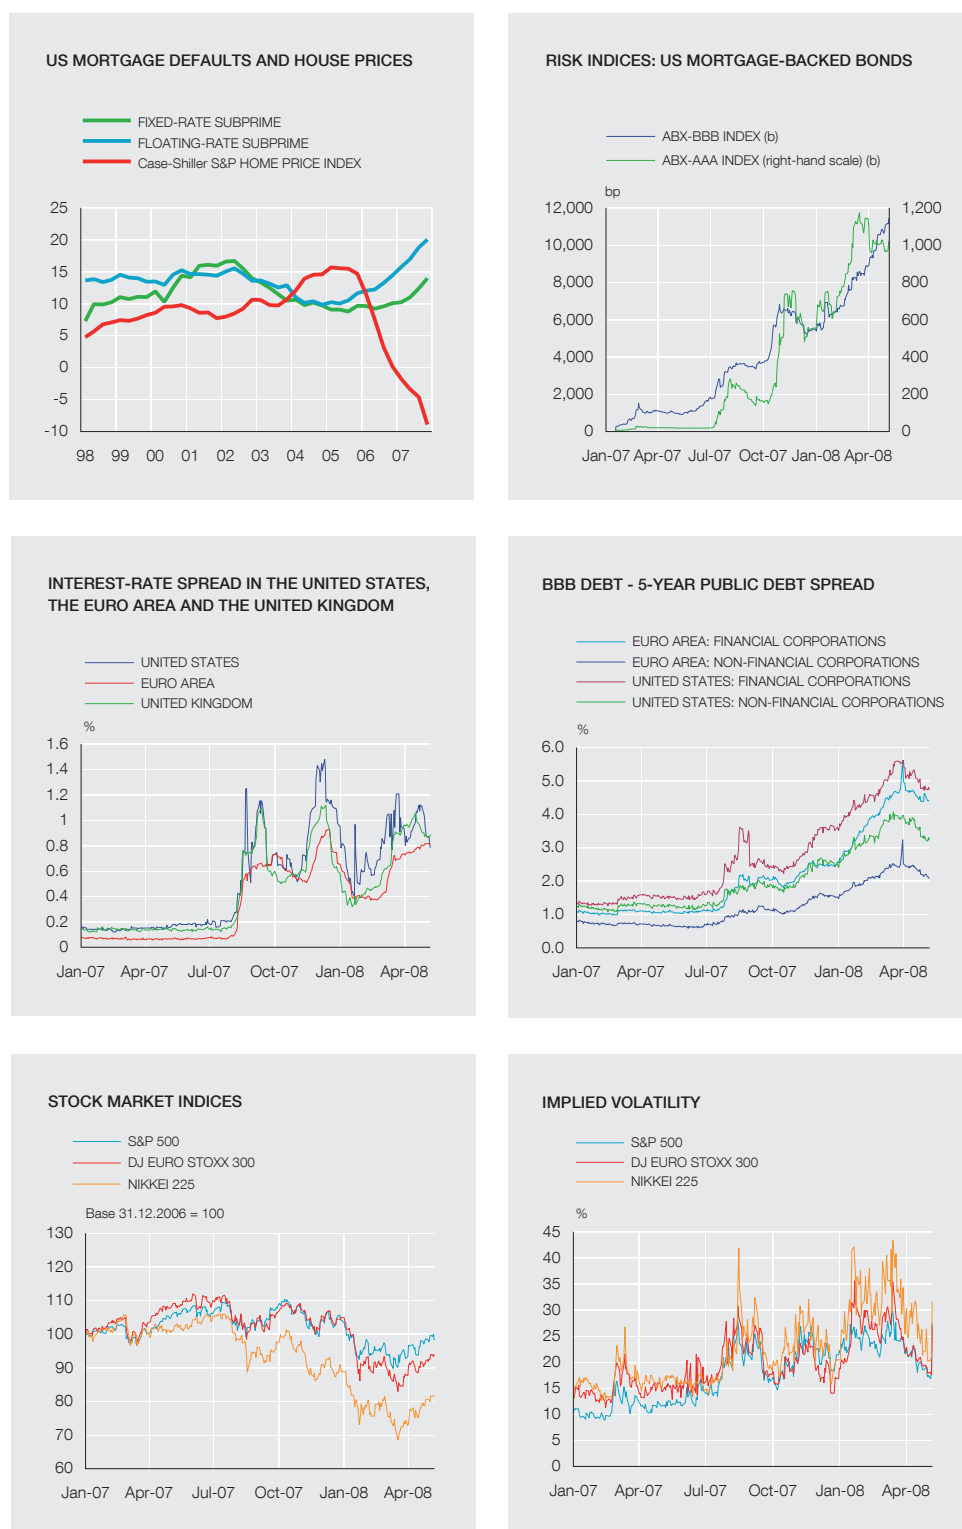 US MORTGAGE DEFAULTS AND HOUSE PRICES
FIXED-RATE SUBPRIME
FLOATING-RATE SUBPRIME
Case-Shiller S&P HOME PRICE INDEX
25
20
15
10
5
0
-5
-10
98 99 00 01 02 03 04 05 06 07
RISK INDICES: US MORTGAGE-BACKED BONDS
ABX-BBB INDEX (b)
ABX-AAA INDEX (right-hand scale) (b)
bp
12,000 1,200
10,000 1,000
8,000 800
6,000 600
4,000 400
2,000 200
0 0
Jan-07 Apr-07 Jul-07 Oct-07 Jan-08 Apr-08
INTEREST-RATE SPREAD IN THE UNITED STATES,
THE EURO AREA AND THE UNITED KINGDOM
UNITED STATES
EURO AREA
UNITED KINGDOM
%
1.6
1.4
1.2
1
0.8
0.6
0.4
0.2
0
Jan-07 Apr-07 Jul-07 Oct-07 Jan-08 Apr-08
BBB DEBT - 5-YEAR PUBLIC DEBT SPREAD
EURO AREA: FINANCIAL CORPORATIONS
EURO AREA: NON-FINANCIAL CORPORATIONS
UNITED STATES: FINANCIAL CORPORATIONS
UNITED STATES: NON-FINANCIAL CORPORATIONS
%
6.0
5.0
4.0
3.0
2.0
1.0
0.0
Jan-07 Apr-07 Jul-07 Oct-07 Jan-08 Apr-08
STOCK MARKET INDICES
S&P 500
DJ EURO STOXX 300
NIKKEI 225
Base 31.12.2006 = 100
130
120
110
100
90
80
70
60
Jan-07 Apr-07 Jul-07 Oct-07 Jan-08 Apr-08
IMPLIED VOLATILITY
S&P 500
DJ EURO STOXX 300
NIKKEI 225
%
45
40
35
30
25
20
15
10
5
0
Jan-07 Apr-07 Jul-07 Oct-07 Jan-08 Apr-08